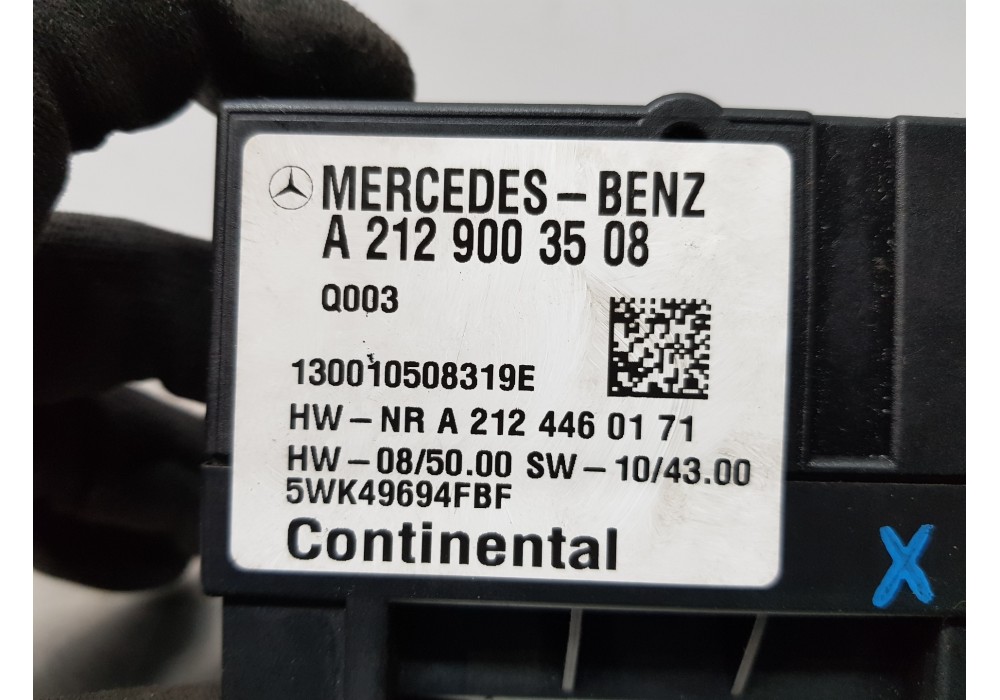 MERCEDES-BENZ
A 212 900 35 08
Q003
130010508319E
HW-NR A 212 446 01 71
HW-08/50.00 SW-10/43.00
5WK49694FBF
Continental
X